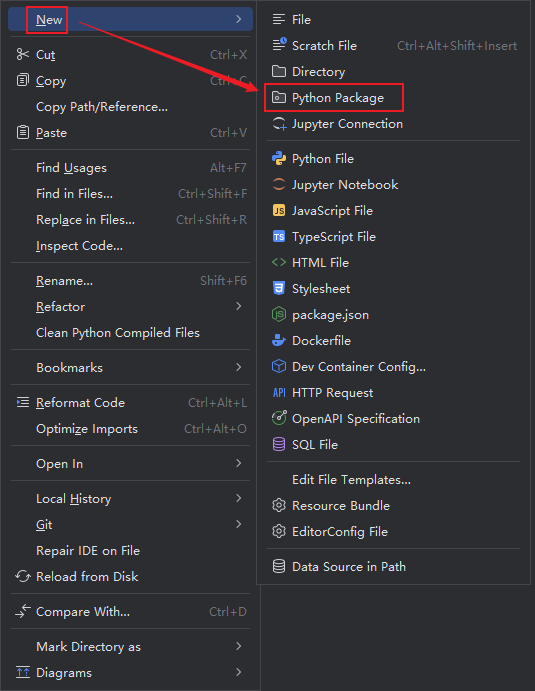 New
Cut Ctrl+X
Copy Ctrl+C
Copy Path/Reference...
Paste Ctrl+V
Find Usages Alt+F7
Find in Files... Ctrl+Shift+F
Replace in Files... Ctrl+Shift+R
Inspect Code...
Rename... Shift+F6
Refactor
Clean Python Compiled Files
Bookmarks
Reformat Code Ctrl+Alt+L
Optimize Imports Ctrl+Alt+O
Open In
Local History
Git
Repair IDE on File
Reload from Disk
Compare With... Ctrl+D
Mark Directory as
Diagrams
File
Scratch File Ctrl+Alt+Shift+Insert
Directory
Python Package
Jupyter Connection
Python File
Jupyter Notebook
JS JavaScript File
TS TypeScript File
HTML File
Stylesheet
package.json
Dockerfile
Dev Container Config...
API HTTP Request
OpenAPI Specification
SQL File
Edit File Templates...
Resource Bundle
EditorConfig File
Data Source in Path